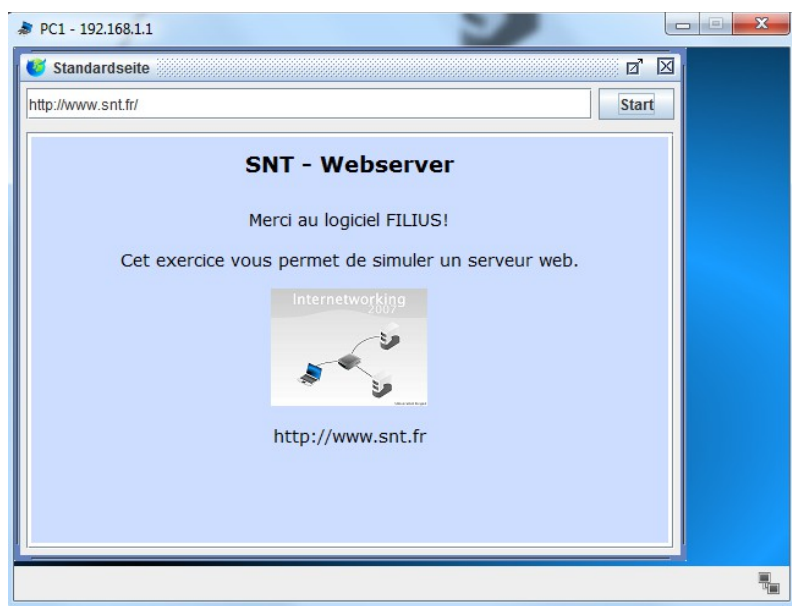 PC1 - 192.168.1.1
Standardseite
http://www.snt.fr/
Start
SNT - Webserver
Merci au logiciel FILIUS!
Cet exercice vous permet de simuler un serveur web.
Internetworking
2007
http://www.snt.fr